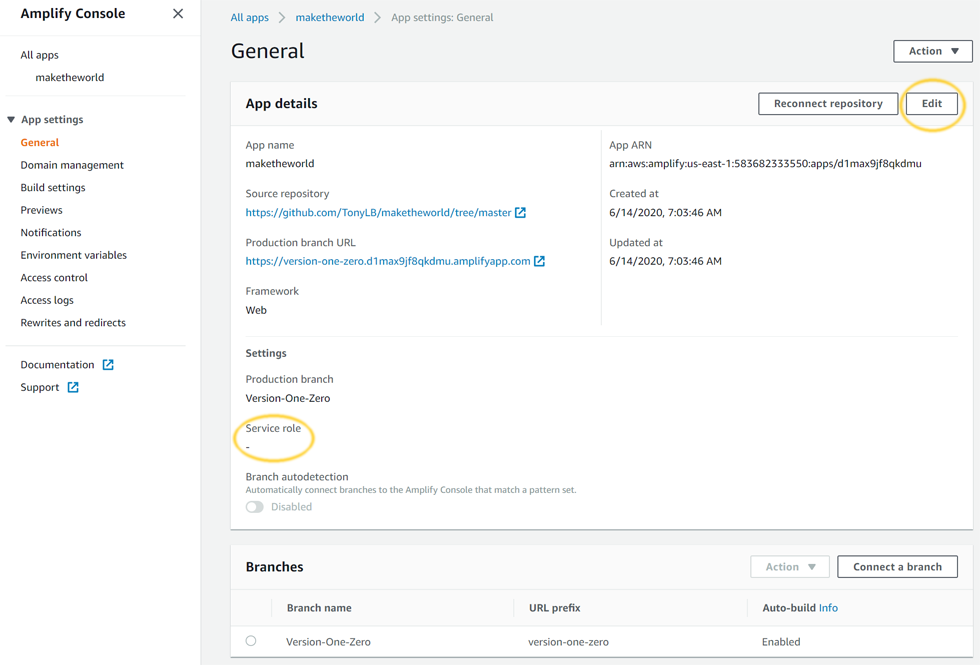 Amplify Console
All apps
maketheworld
App settings
General
Domain management
Build settings
Previews
Notifications
Environment variables
Access control
Access logs
Rewrites and redirects
Documentation
Support
All apps > maketheworld > App settings: General
General
Action
App details
Reconnect repository
Edit
App name
maketheworld
Source repository
https://github.com/TonyLB/maketheworld/tree/master
Production branch URL
https://version-one-zero.d1max9jf8qkdmu.amplifyapp.com
Framework
Web
App ARN
arn:aws:amplify:us-east-1:583682333550:apps/d1max9jf8qkdmu
Created at
6/14/2020, 7:03:46 AM
Updated at
6/14/2020, 7:03:46 AM
Settings
Production branch
Version-One-Zero
Service role
-
Branch autodetection
Automatically connect branches to the Amplify Console that match a pattern set.
Disabled
Branches
Action
Connect a branch
Branch name URL prefix Auto-build Info
Version-One-Zero version-one-zero Enabled